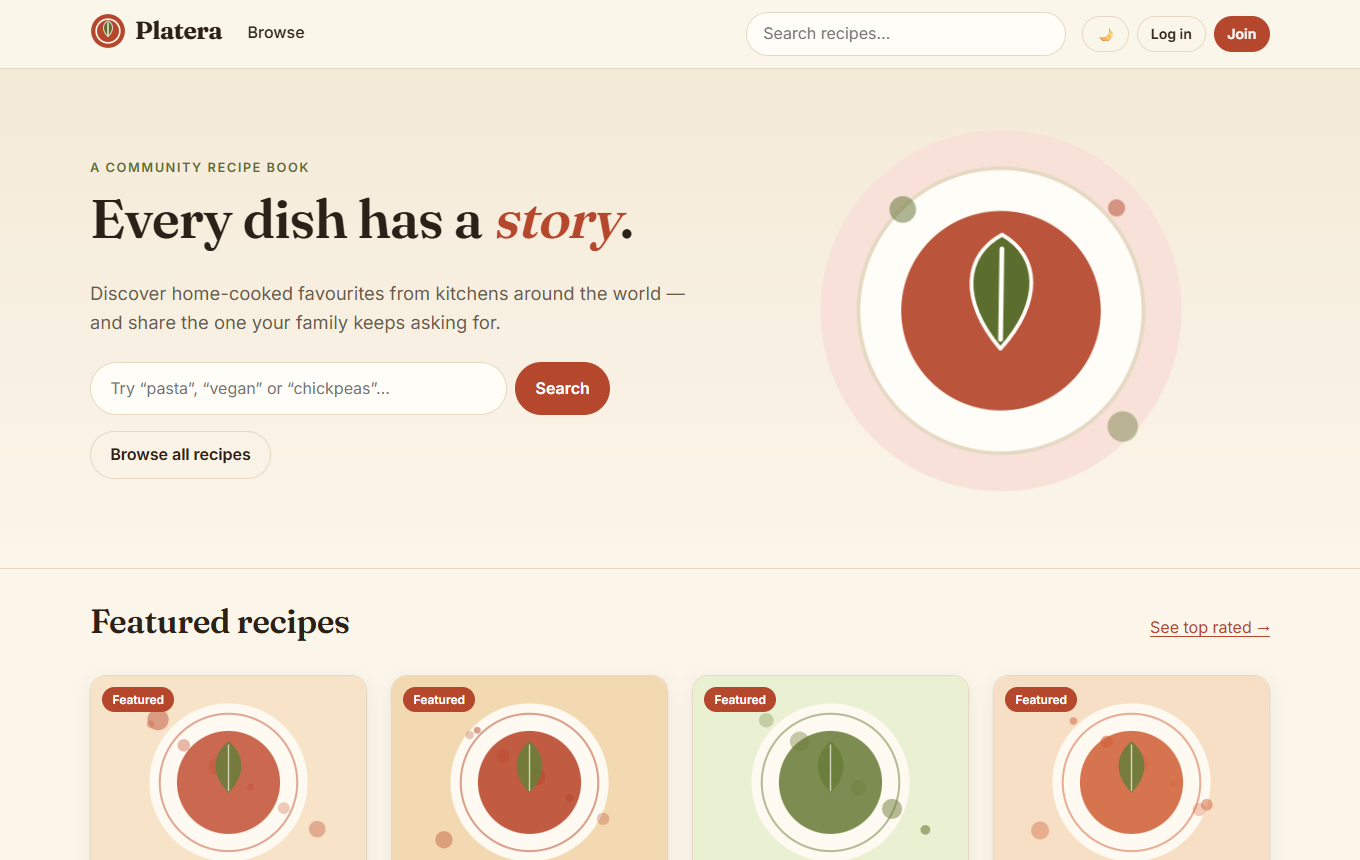 Platera
Browse
Search recipes…
Log in
Join
A COMMUNITY RECIPE BOOK
Every dish has a story.
Discover home-cooked favourites from kitchens around the world —
and share the one your family keeps asking for.
Try “pasta”, “vegan” or “chickpeas”…
Search
Browse all recipes
Featured recipes
See top rated →
Featured
Featured
Featured
Featured